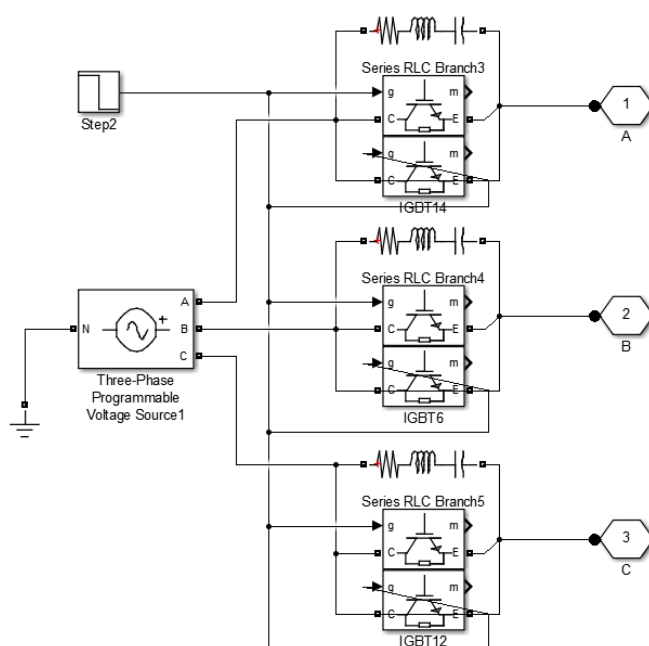 Series RLC Branch3
g
m
C
E
Step2
1
A
g
m
C
E
IGBT14
Series RLC Branch4
g
m
C
E
2
B
g
m
C
E
IGBT6
A
N
B
C
+
Three-Phase
Programmable
Voltage Source1
Series RLC Branch5
g
m
C
E
3
C
g
m
C
E
IGBT12